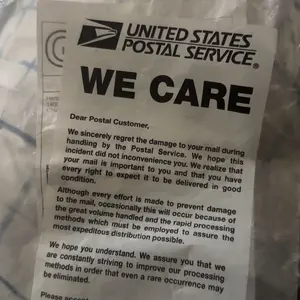 UNITED STATES
POSTAL SERVICE®
WE CARE
Dear Postal Customer,
We sincerely regret the damage to your mail during
handling by the Postal Service. We hope this
incident did not inconvenience you. We realize that
your mail is important to you and that you have
every right to expect it to be delivered in good
condition.
Although every effort is made to prevent damage
to the mail, occasionally this will occur because of
the great volume handled and the rapid processing
methods which must be employed to assure the
most expeditous distribution possible.
We hope you understand. We assure you that we
are constantly striving to improve our processing
methods in order that even a rare occurrence may
be eliminated.
Please